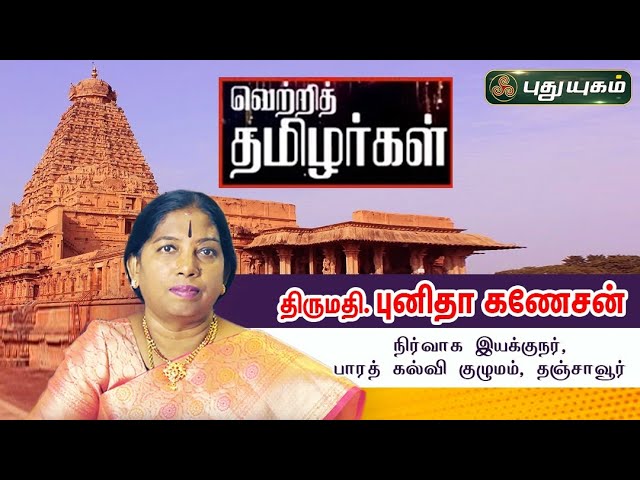 வெற்றித்
தமிழர்கள்
புதுயுகம்
திருமதி. புனிதா கணேசன்
நிர்வாக இயக்குநர்,
பாரத் கல்வி குழுமம், தஞ்சாவூர்